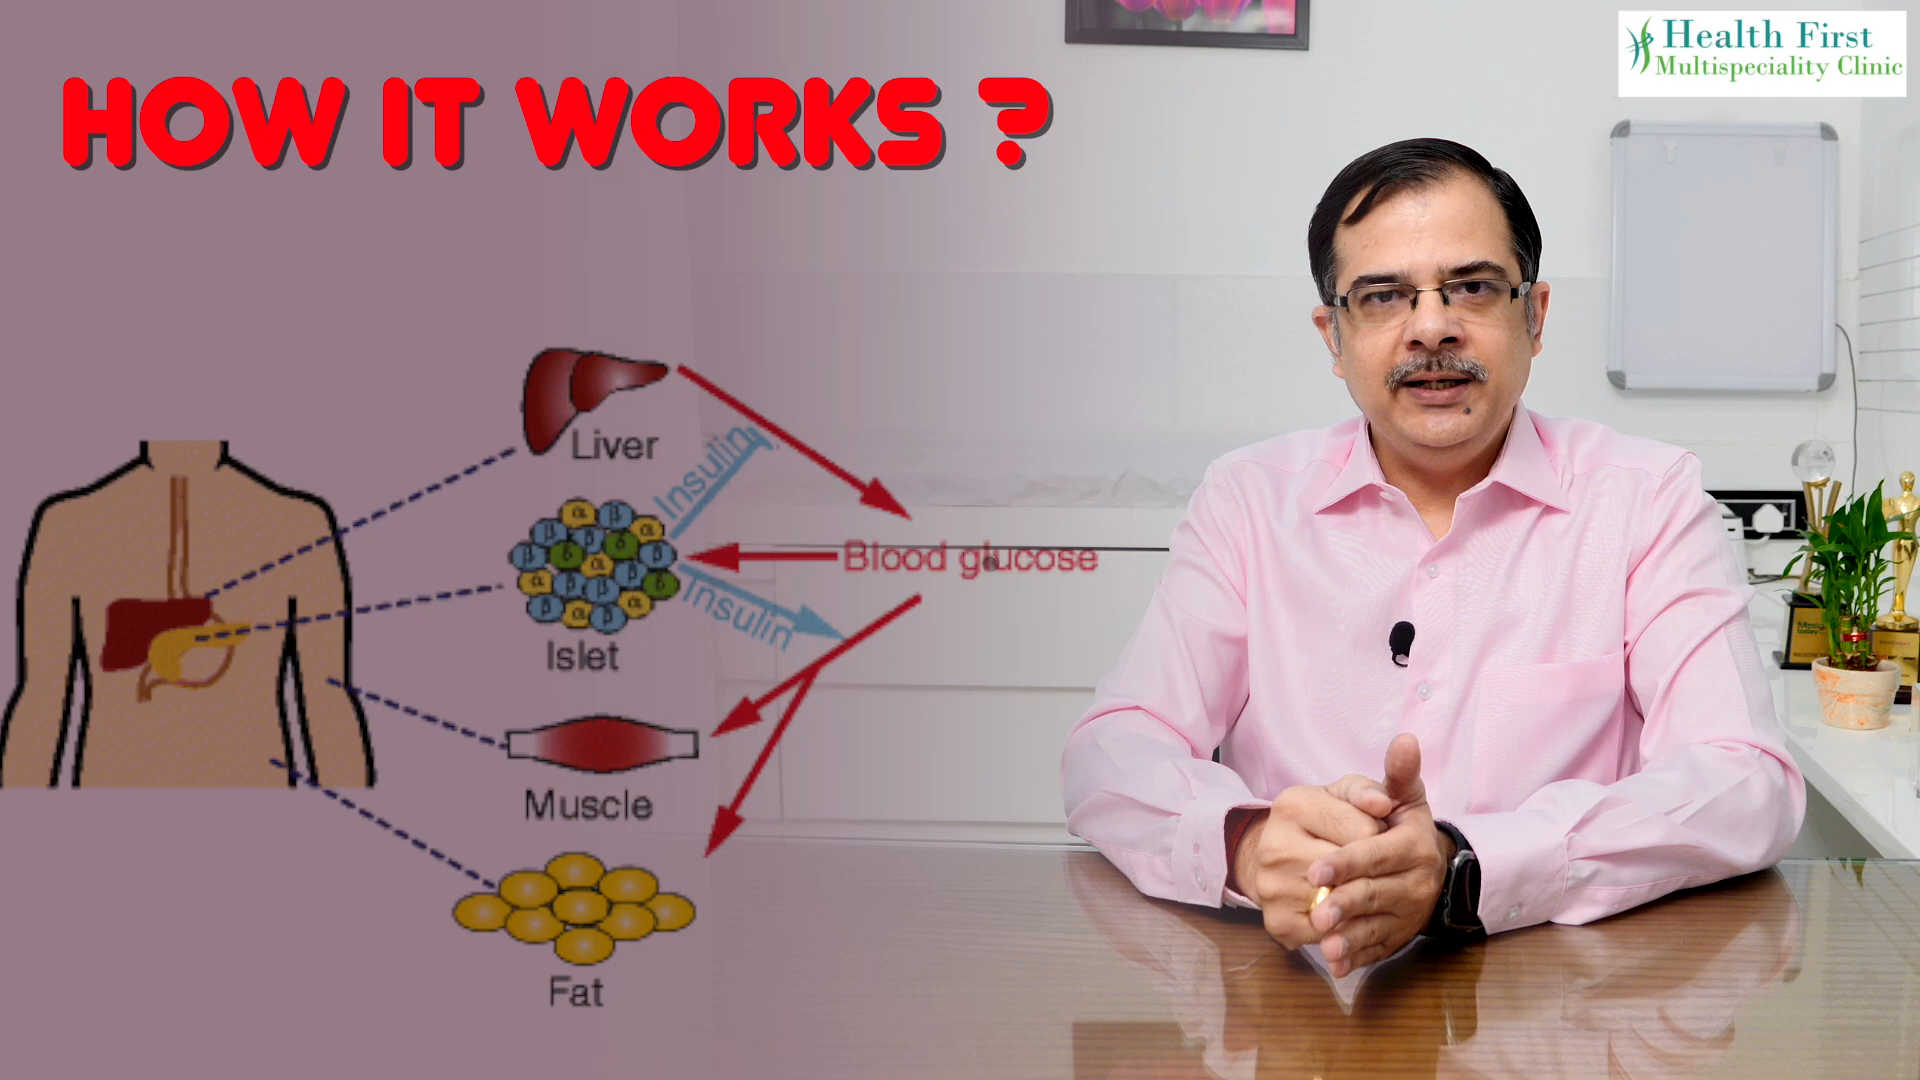 HOW IT WORKS ?
Health First
Multispeciality Clinic
Liver
Insulin
α β β β α β δ δ β β α β α β β δ β α β α
Blood glucose
Insulin
Islet
Muscle
Fat